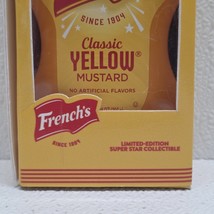 SINCE 1904
Classic
YELLOW®
MUSTARD
NO ARTIFICIAL FLAVORS
French's
SINCE 1904
LIMITED-EDITION
SUPER STAR COLLECTIBLE